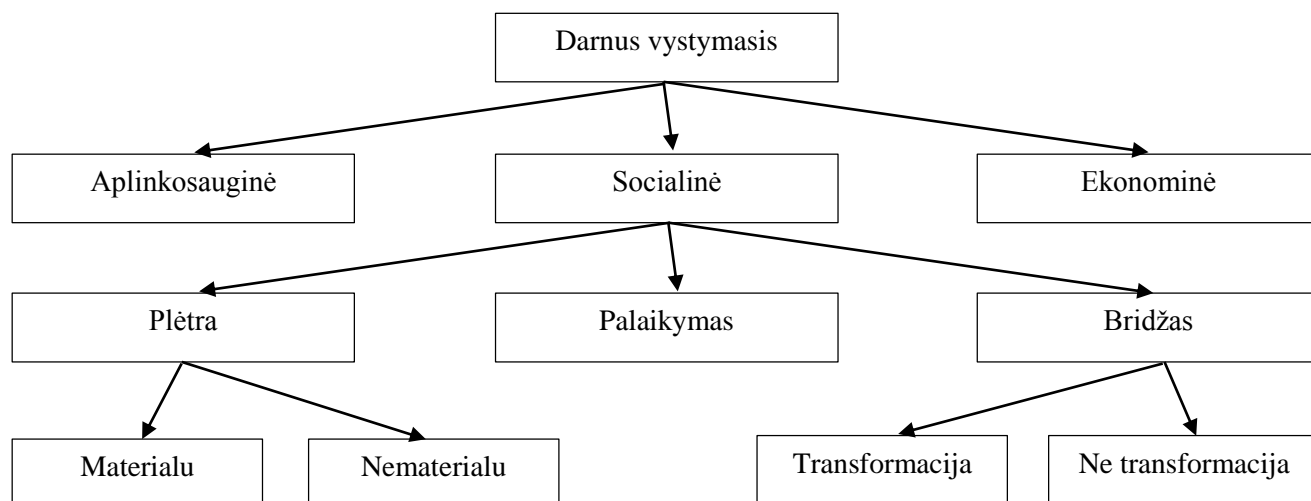 Darnus vystymasis
Aplinkosauginė
Socialinė
Ekonominė
Plėtra
Palaikymas
Bridžas
Materialu
Nematerialu
Transformacija
Ne transformacija